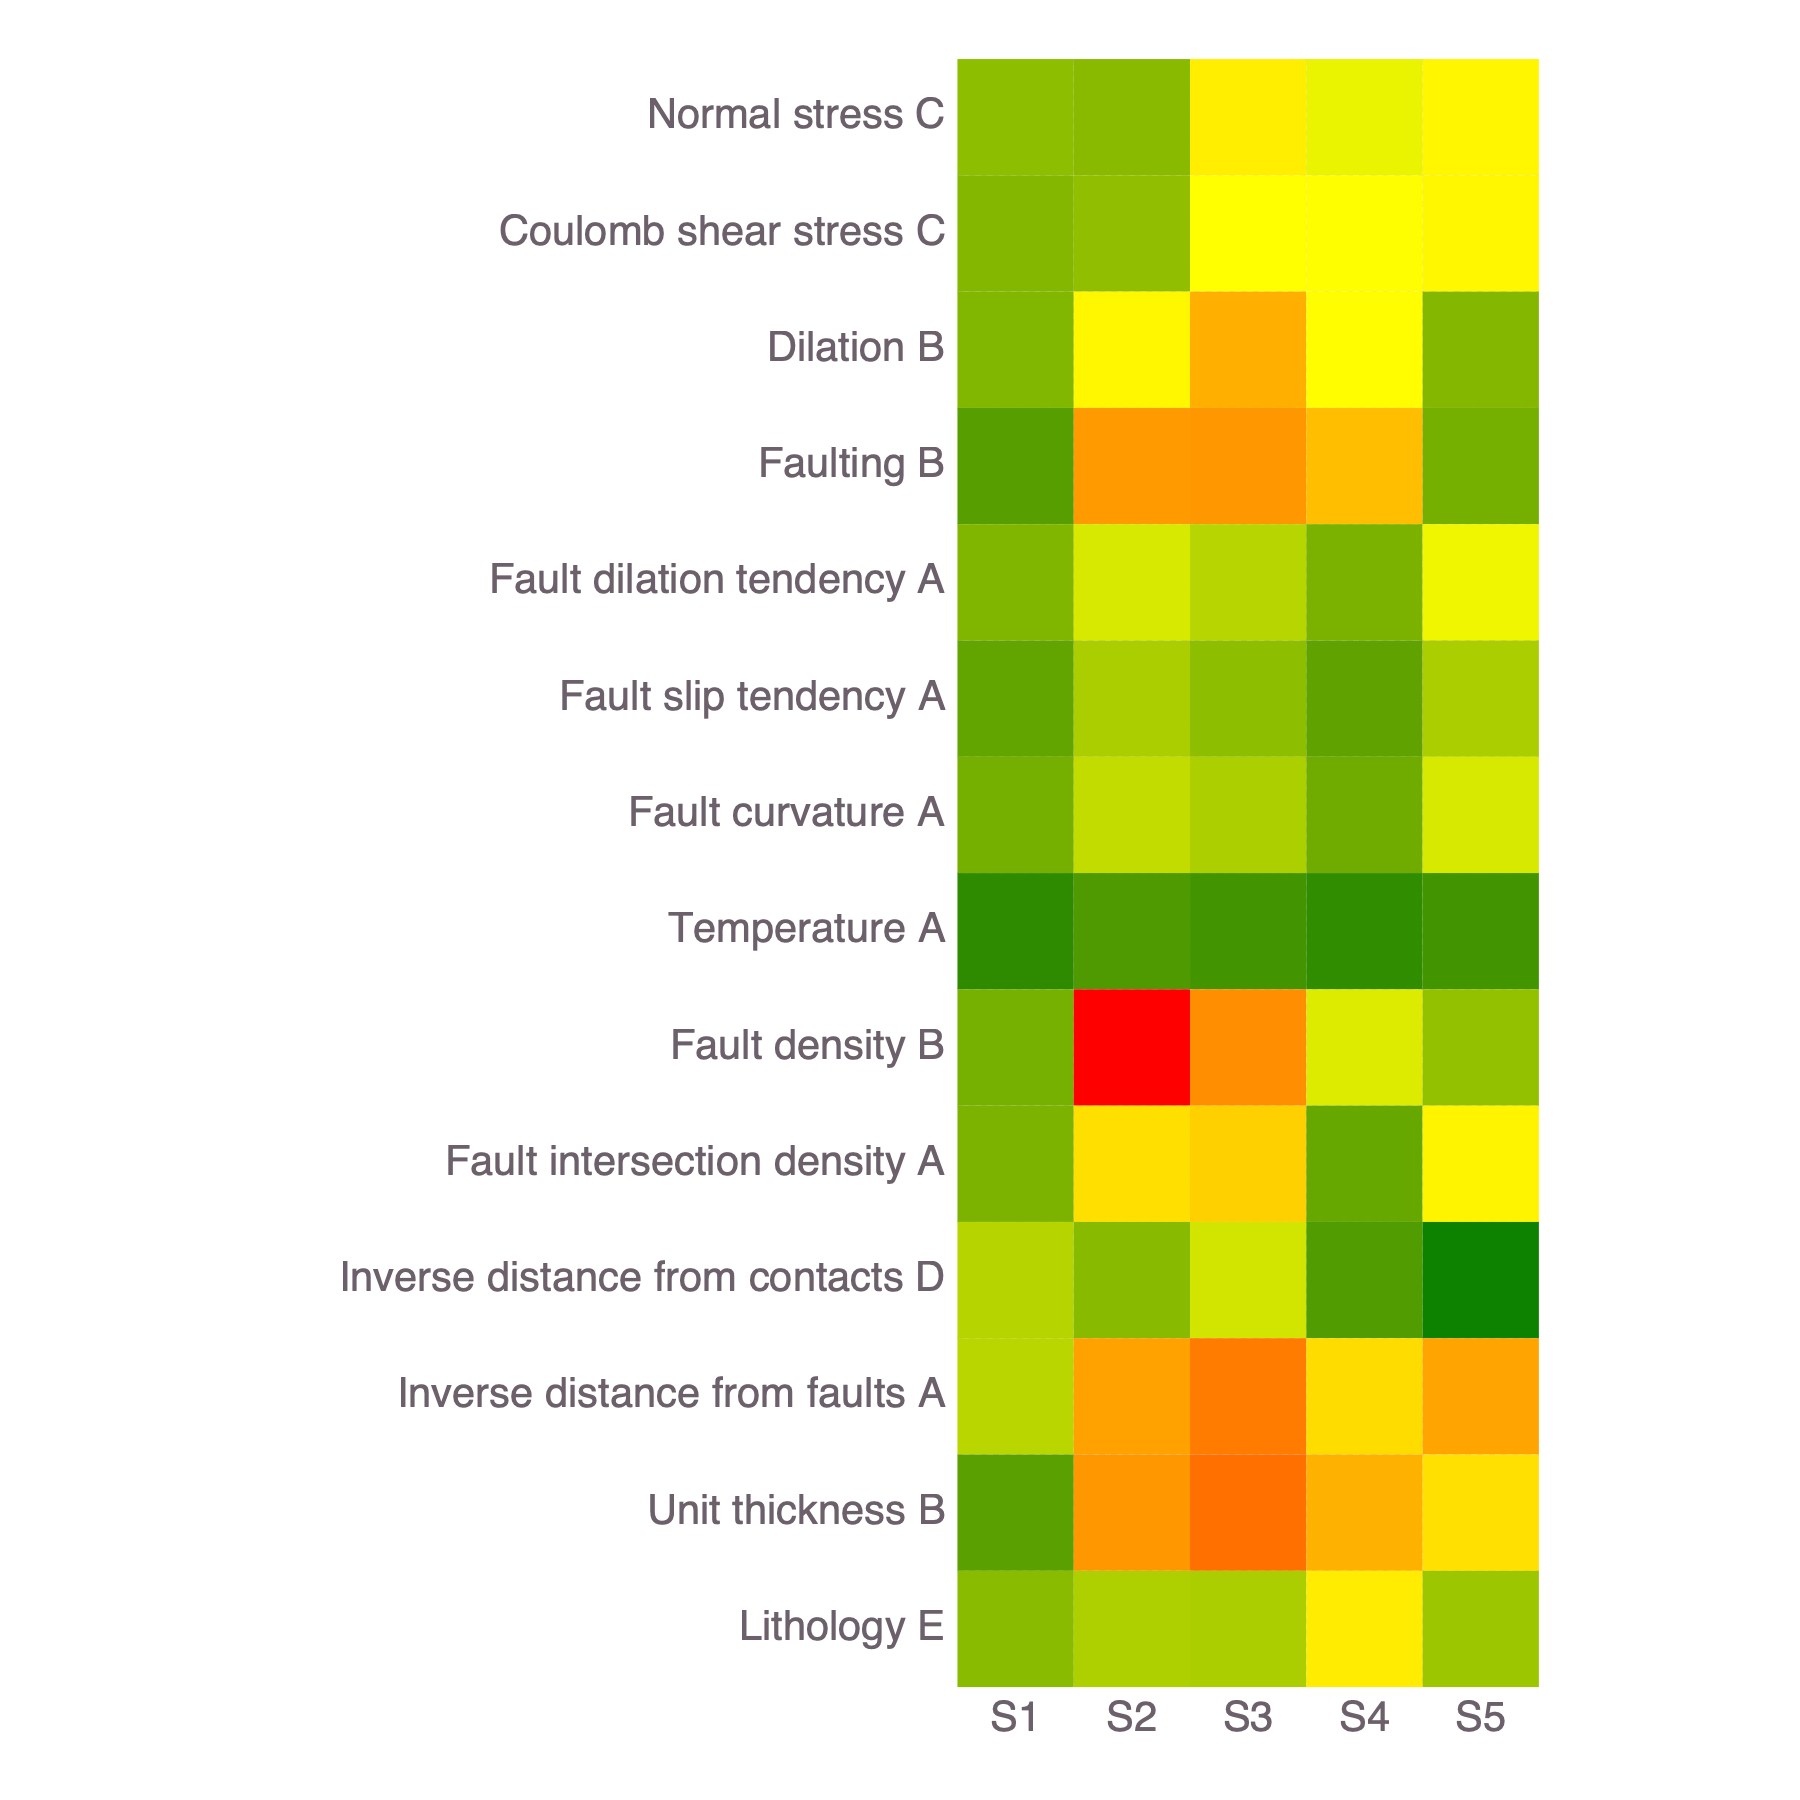 Normal stress C
Coulomb shear stress C
Dilation B
Faulting B
Fault dilation tendency A
Fault slip tendency A
Fault curvature A
Temperature A
Fault density B
Fault intersection density A
Inverse distance from contacts D
Inverse distance from faults A
Unit thickness B
Lithology E
S1 S2 S3 S4 S5